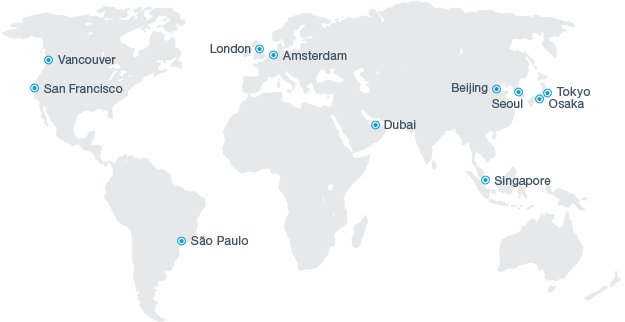 London
Amsterdam
Vancouver
San Francisco
Beijing
Tokyo
Seoul
Osaka
Dubai
Singapore
São Paulo